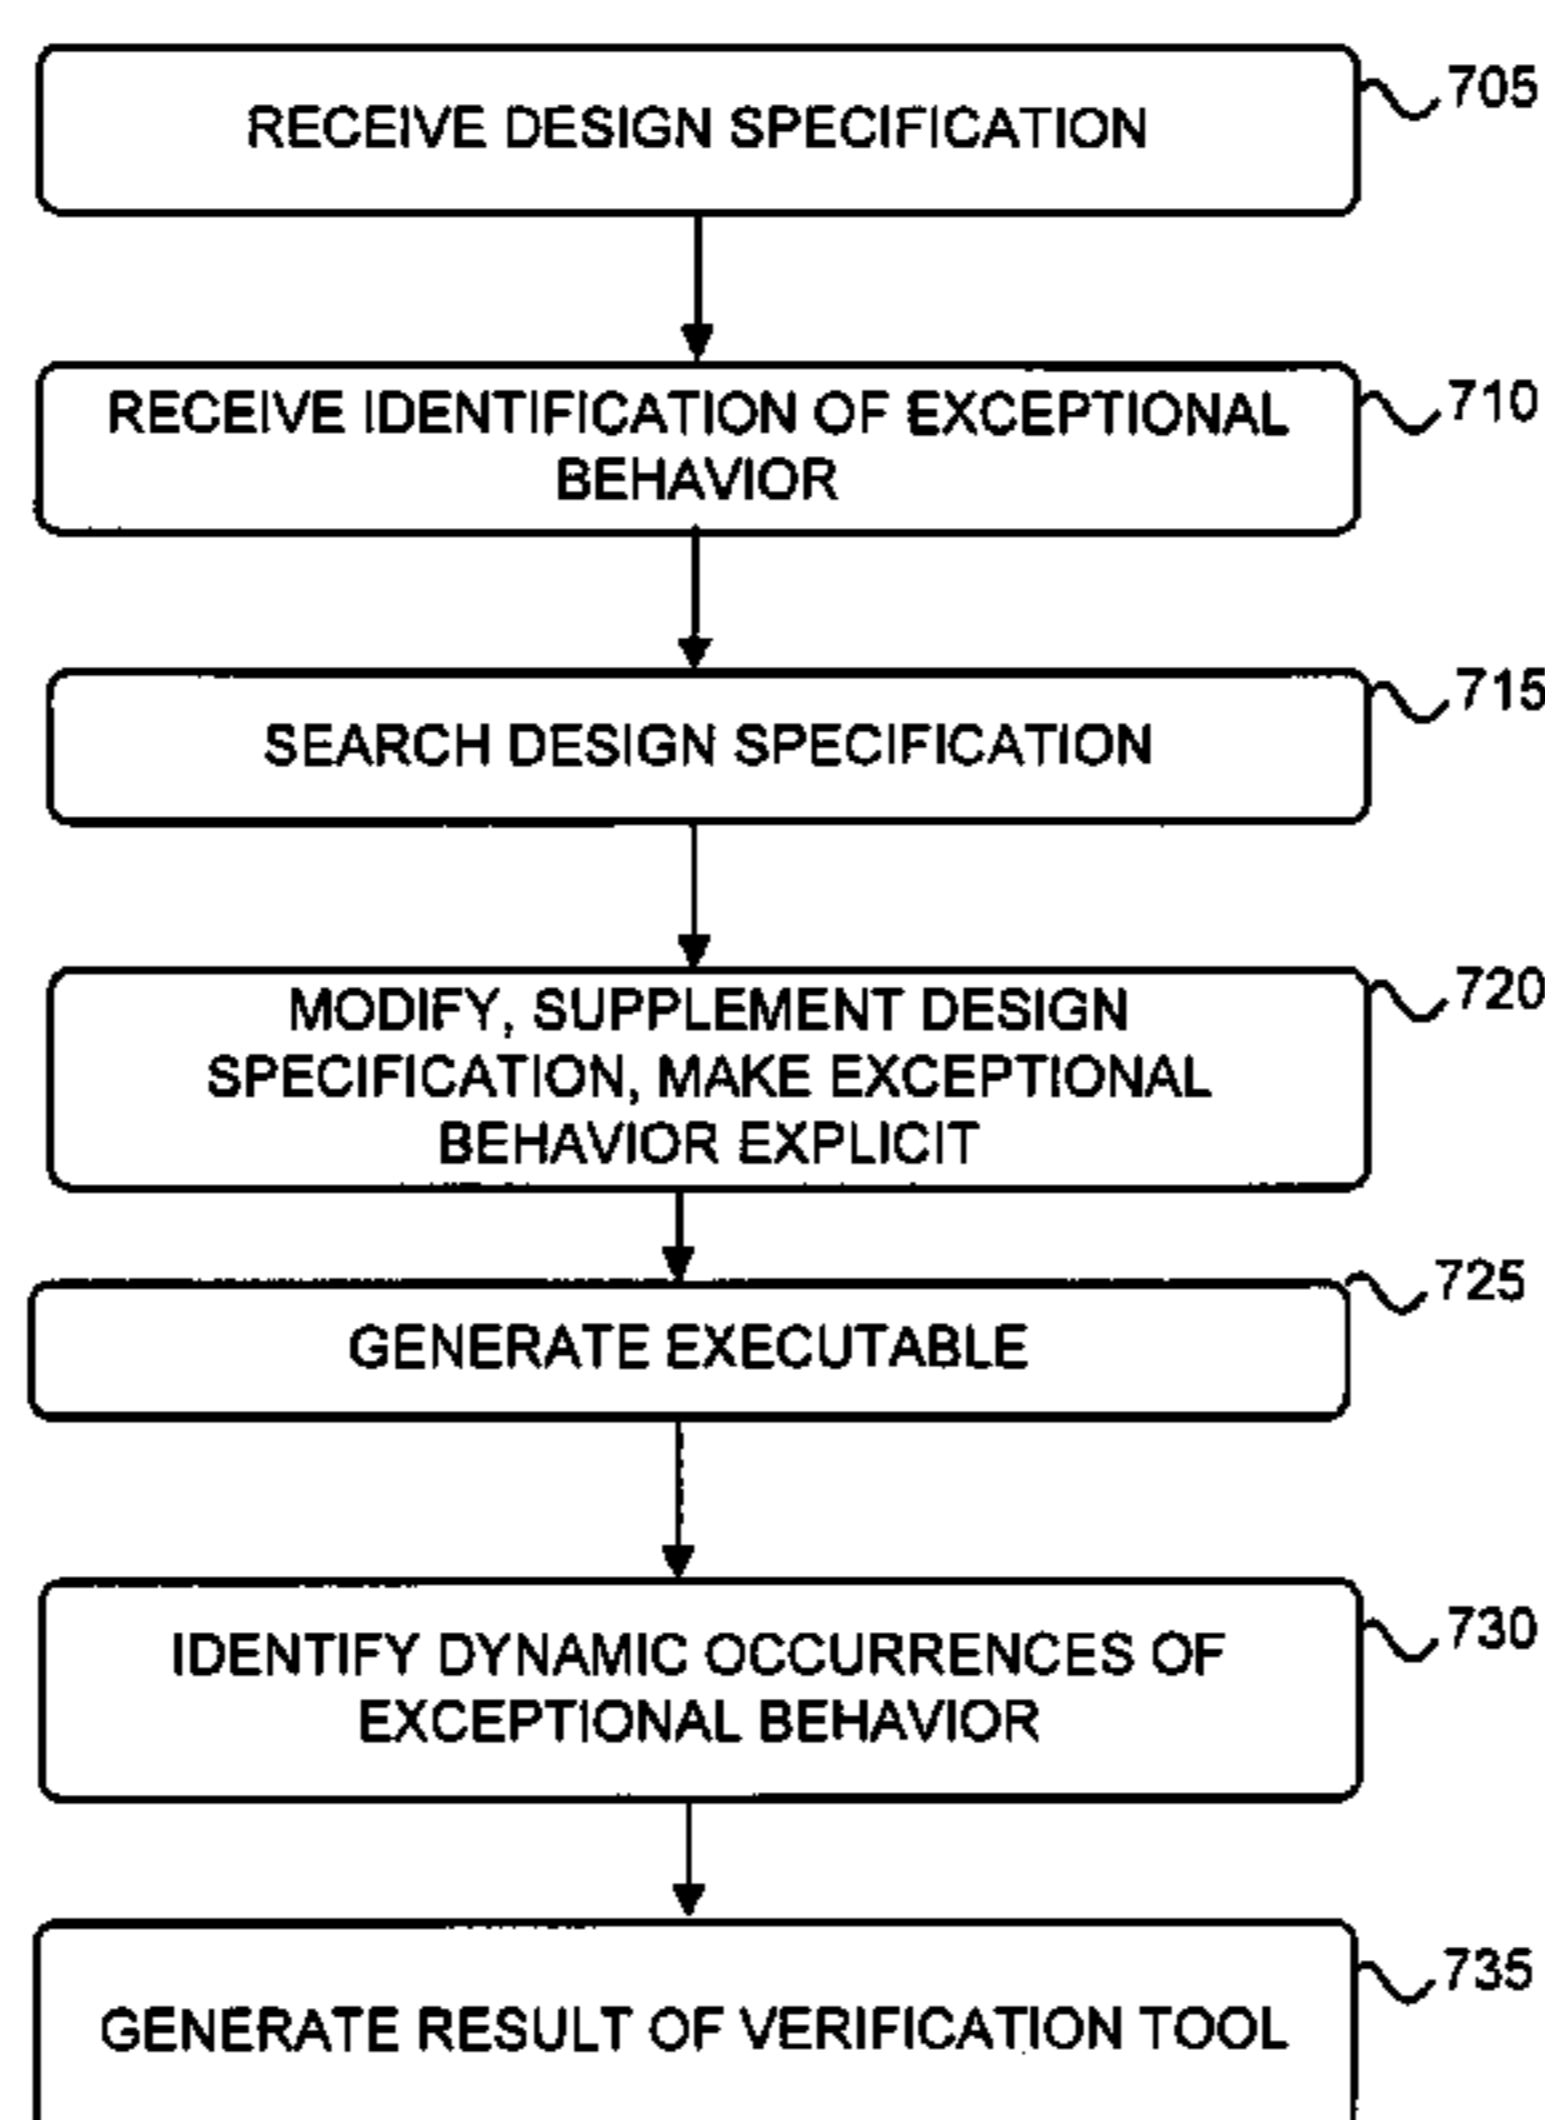 705
RECEIVE DESIGN SPECIFICATION
710
RECEIVE IDENTIFICATION OF EXCEPTIONAL
BEHAVIOR
715
SEARCH DESIGN SPECIFICATION
720
MODIFY, SUPPLEMENT DESIGN
SPECIFICATION, MAKE EXCEPTIONAL
BEHAVIOR EXPLICIT
725
GENERATE EXECUTABLE
730
IDENTIFY DYNAMIC OCCURRENCES OF
EXCEPTIONAL BEHAVIOR
735
GENERATE RESULT OF VERIFICATION TOOL